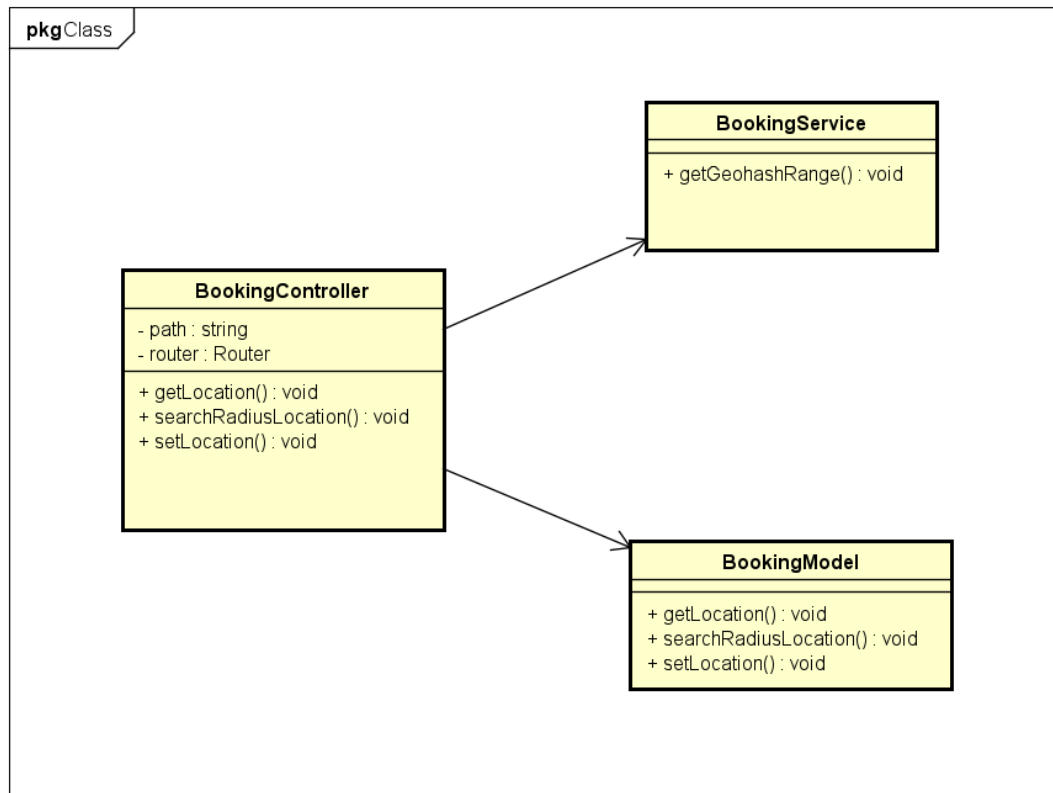 pkgClass
BookingService
+ getGeohashRange() : void
BookingController
- path : string
- router : Router
+ getLocation() : void
+ searchRadiusLocation() : void
+ setLocation() : void
BookingModel
+ getLocation() : void
+ searchRadiusLocation() : void
+ setLocation() : void